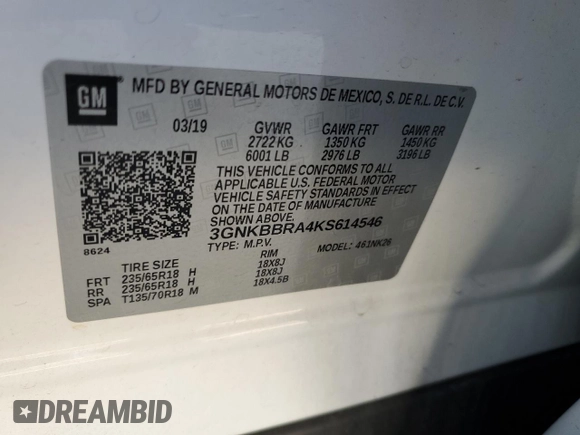 GM
MFD BY GENERAL MOTORS DE MEXICO, S. DE R.L. DE C.V.
03/19 GVWR GAWR FRT GAWR RR
2722 KG 1350 KG 1450 KG
6001 LB 2976 LB 3196 LB
THIS VEHICLE CONFORMS TO ALL
APPLICABLE U.S. FEDERAL MOTOR
VEHICLE SAFETY STANDARDS IN EFFECT
ON THE DATE OF MANUFACTURE
SHOWN ABOVE.
3GNKBBRA4KS614546
8624
TYPE: M.P.V. MODEL: 461NK26
TIRE SIZE RIM
FRT 235/65R18 H 18X8J
RR 235/65R18 H 18X8J
SPA T135/70R18 M 18X4.5B
DREAMBID